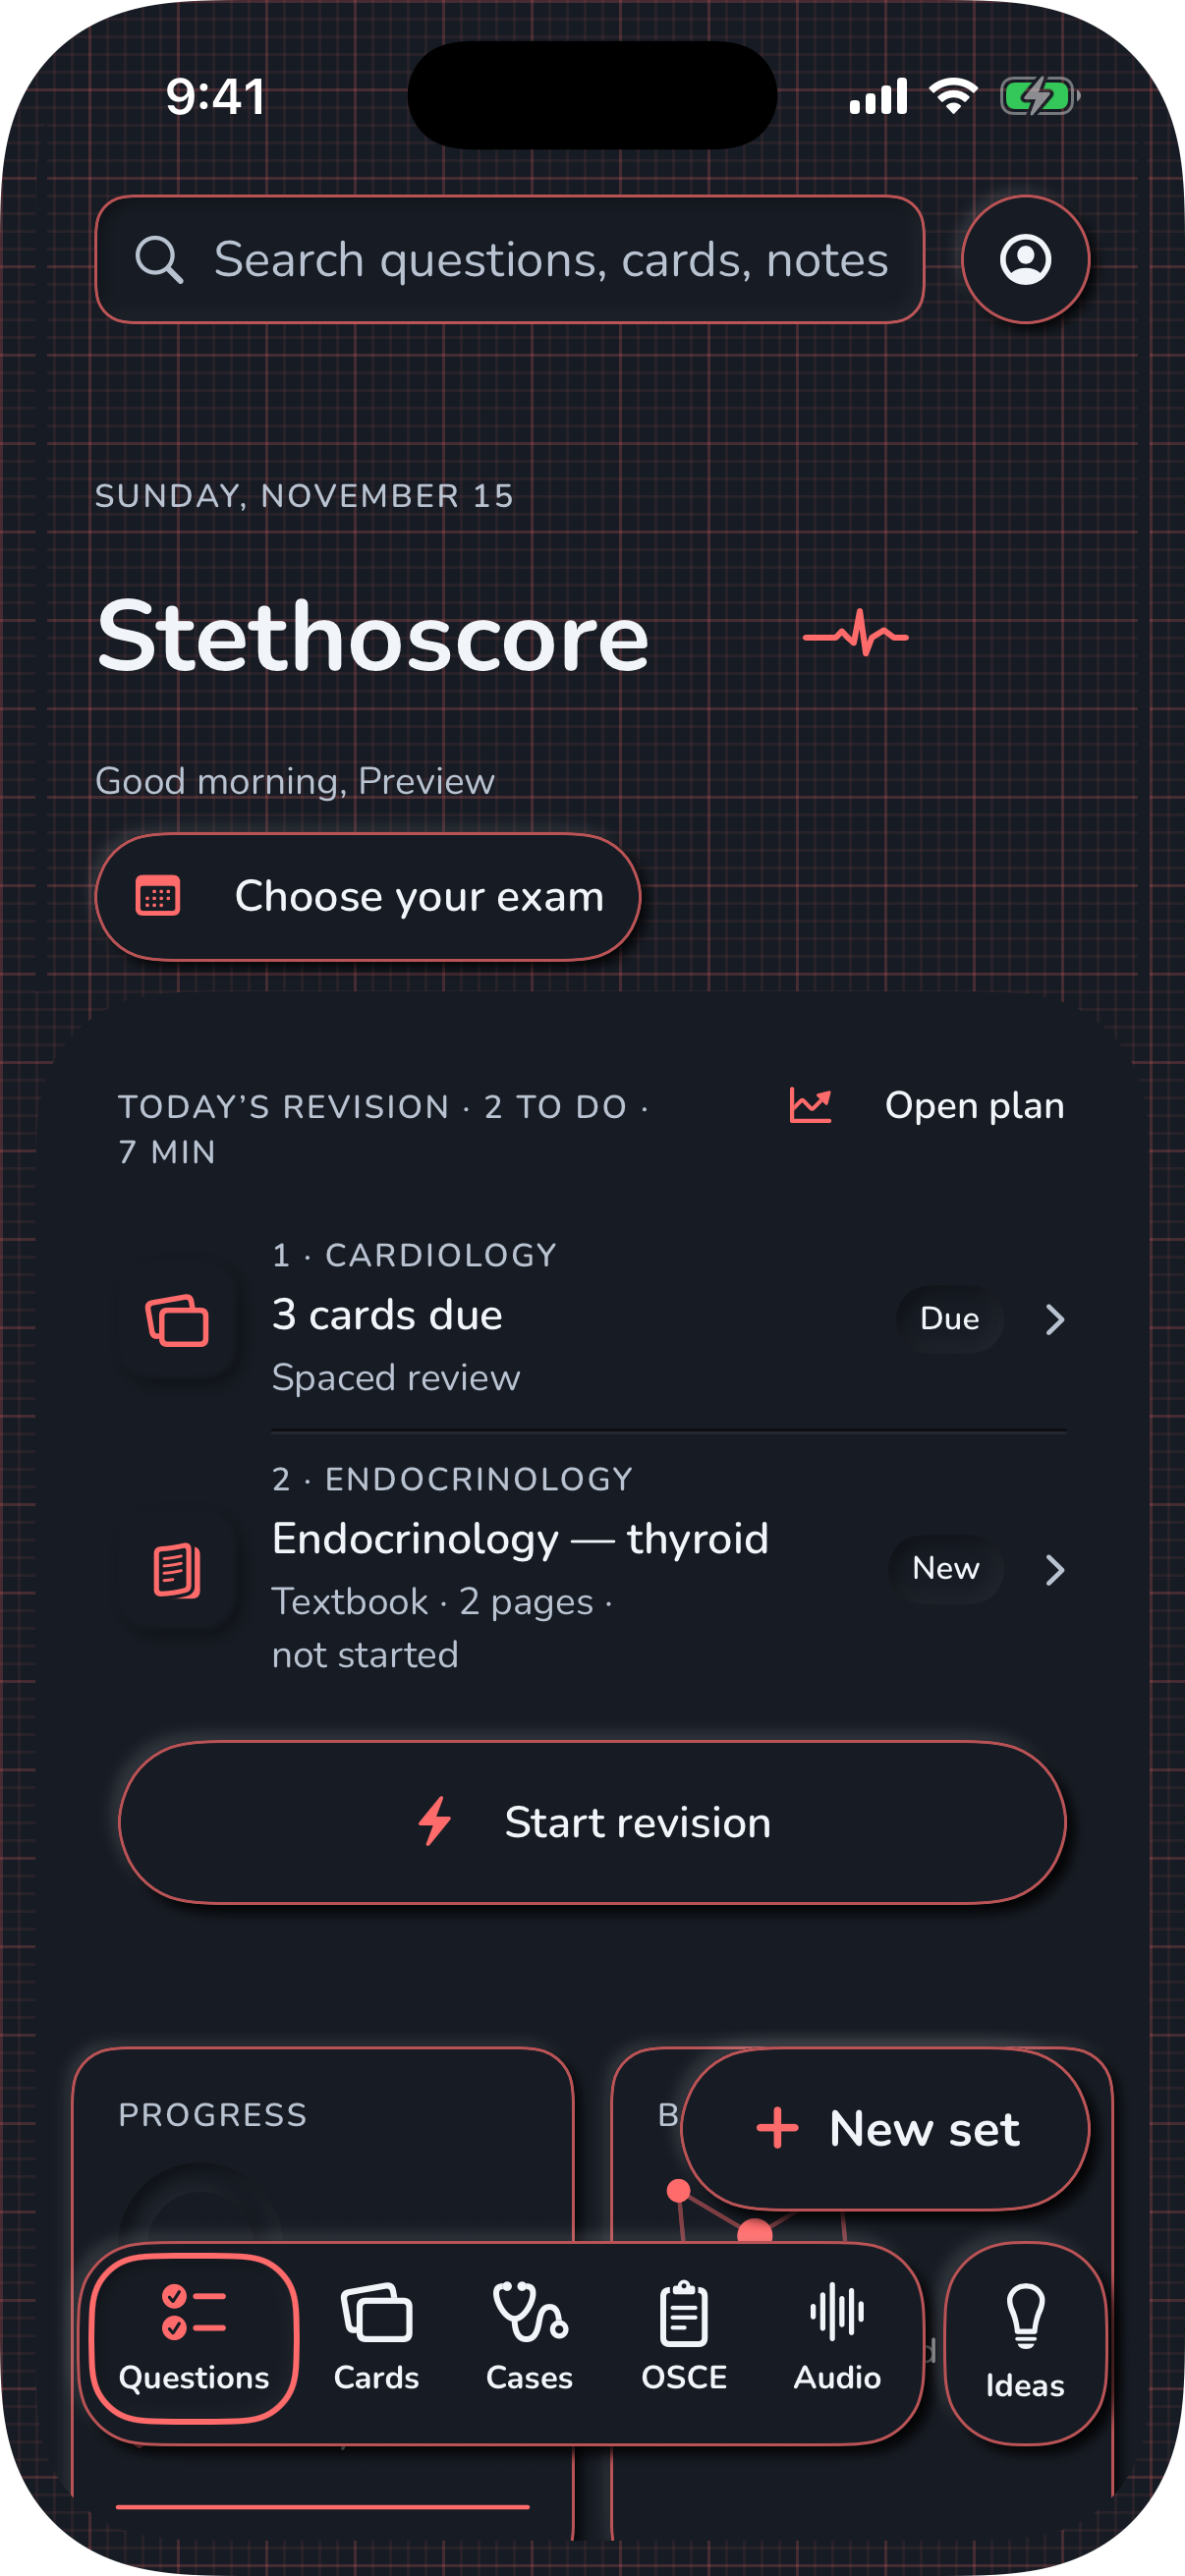 9:41
Search questions, cards, notes
SUNDAY, NOVEMBER 15
Stethoscore
Good morning, Preview
Choose your exam
TODAY’S REVISION · 2 TO DO ·
7 MIN
Open plan
1 · CARDIOLOGY
3 cards due
Spaced review
Due
2 · ENDOCRINOLOGY
Endocrinology — thyroid
Textbook · 2 pages ·
not started
New
Start revision
PROGRESS
New set
Questions
Cards
Cases
OSCE
Audio
Ideas